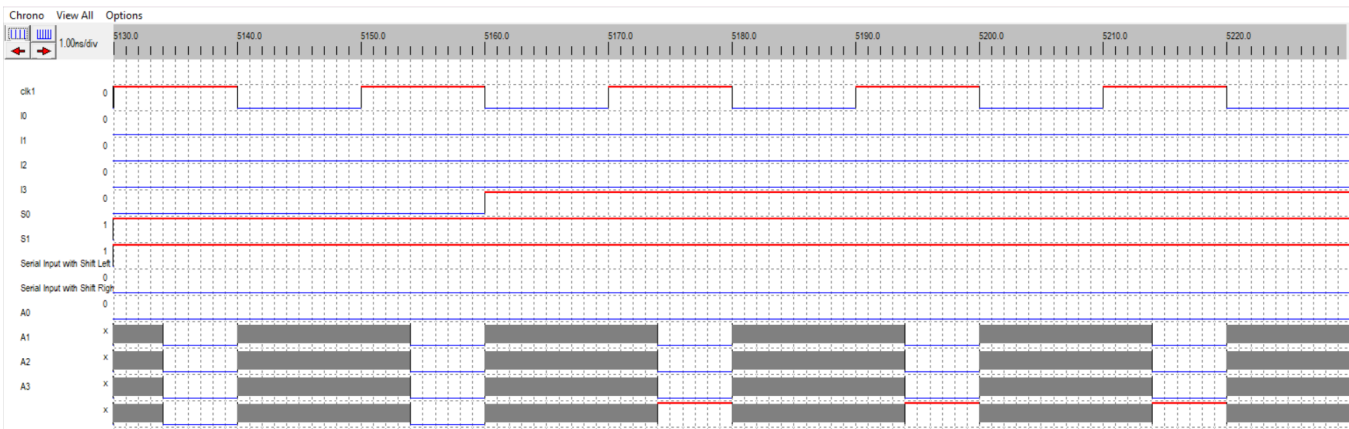 Chrono View All Options
1.00ns/div
5130.0 5140.0 5150.0 5160.0 5170.0 5180.0 5190.0 5200.0 5210.0 5220.0
clk1 0
I0 0
I1 0
I2 0
I3 0
S0 1
S1 1
Serial Input with Shift Left 0
Serial Input with Shift Righ 0
A0 x
A1 x
A2 x
A3 x